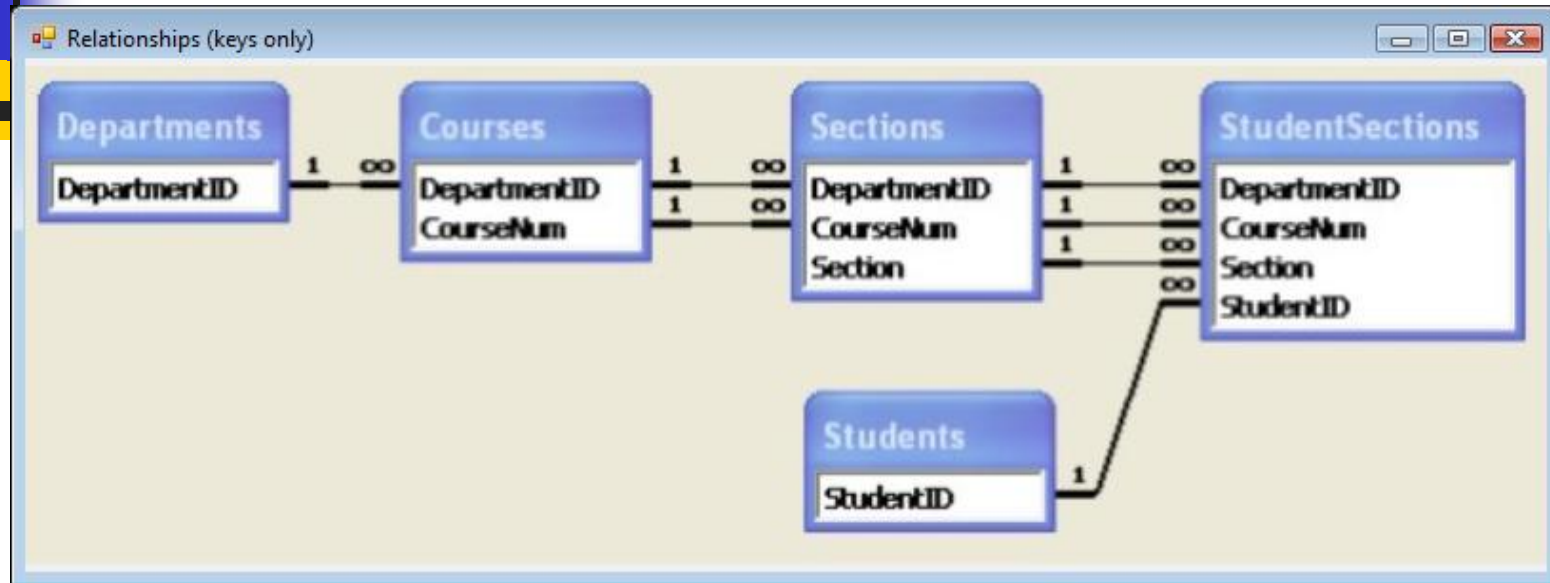 Relationships (keys only)
Departments
DepartmentID
1 ∞
Courses
DepartmentID
CourseNum
1 ∞
1 ∞
Sections
DepartmentID
CourseNum
Section
1 ∞
1 ∞
1 ∞
∞
StudentSections
DepartmentID
CourseNum
Section
StudentID
Students
StudentID
1